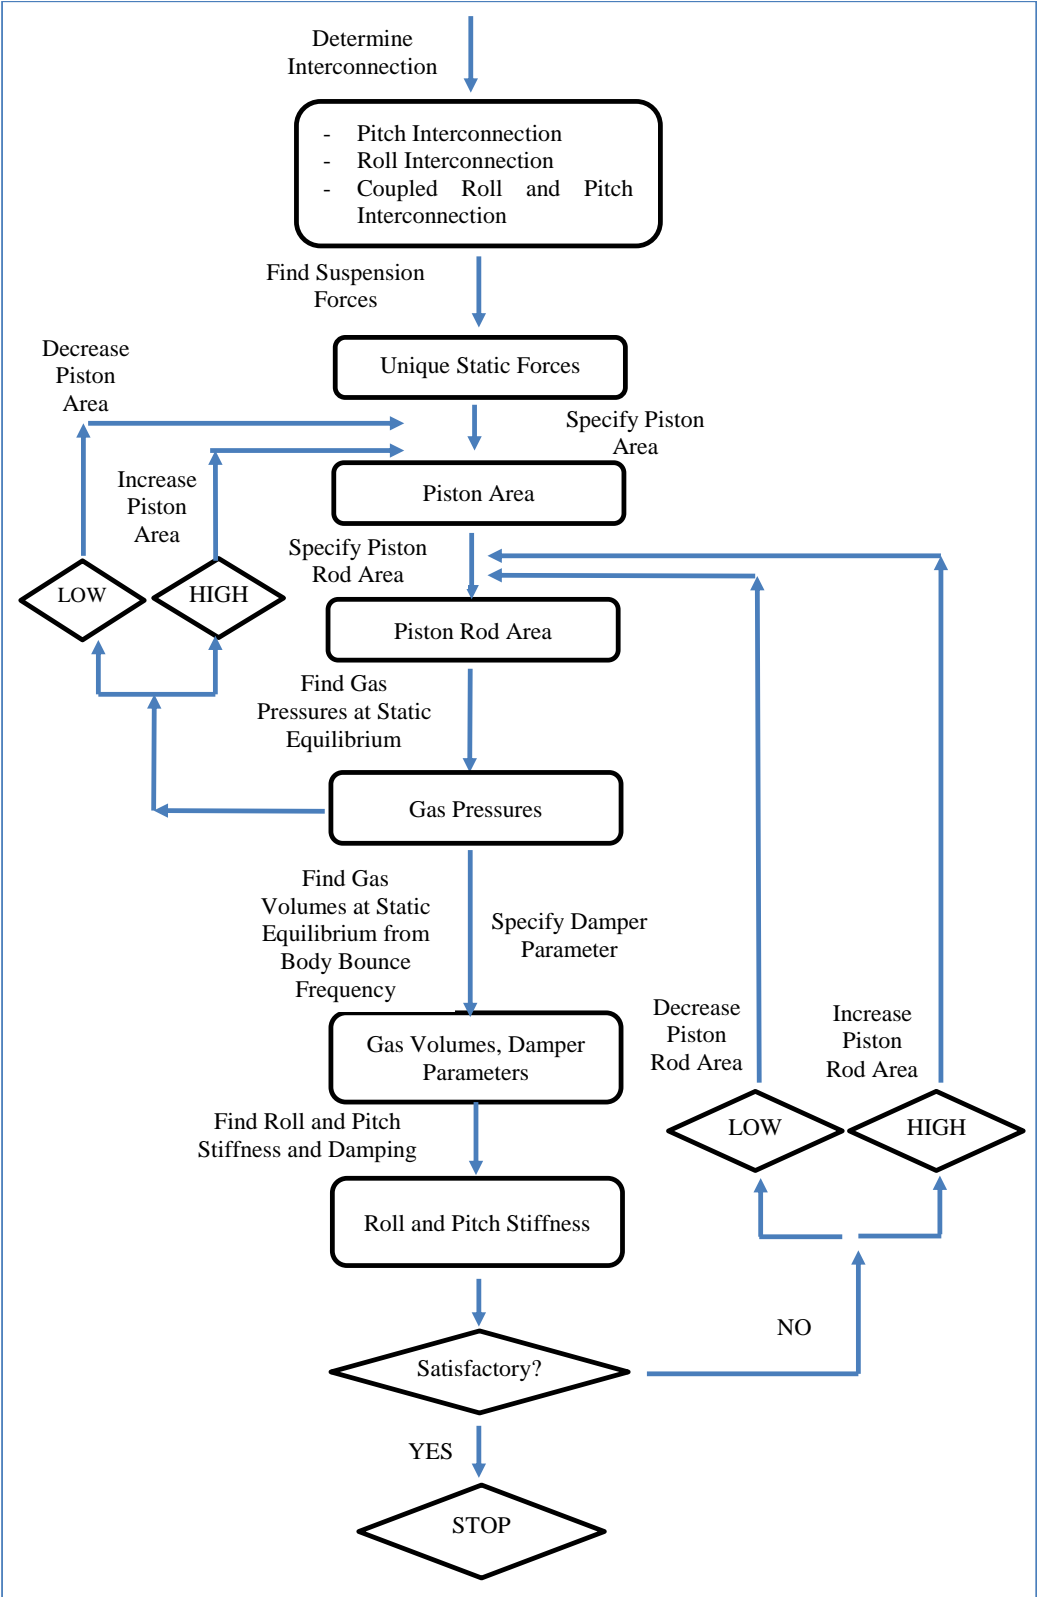 Determine
Interconnection
- Pitch Interconnection
- Roll Interconnection
- Coupled Roll and Pitch
Interconnection
Find Suspension
Forces
Unique Static Forces
Decrease
Piston
Area
Specify Piston
Area
Increase
Piston
Area
Piston Area
Specify Piston
Rod Area
LOW
HIGH
Piston Rod Area
Find Gas
Pressures at Static
Equilibrium
Gas Pressures
Find Gas
Volumes at Static
Equilibrium from
Body Bounce
Frequency
Specify Damper
Parameter
Decrease
Piston
Rod Area
Increase
Piston
Rod Area
Gas Volumes, Damper
Parameters
Find Roll and Pitch
Stiffness and Damping
LOW
HIGH
Roll and Pitch Stiffness
NO
Satisfactory?
YES
STOP